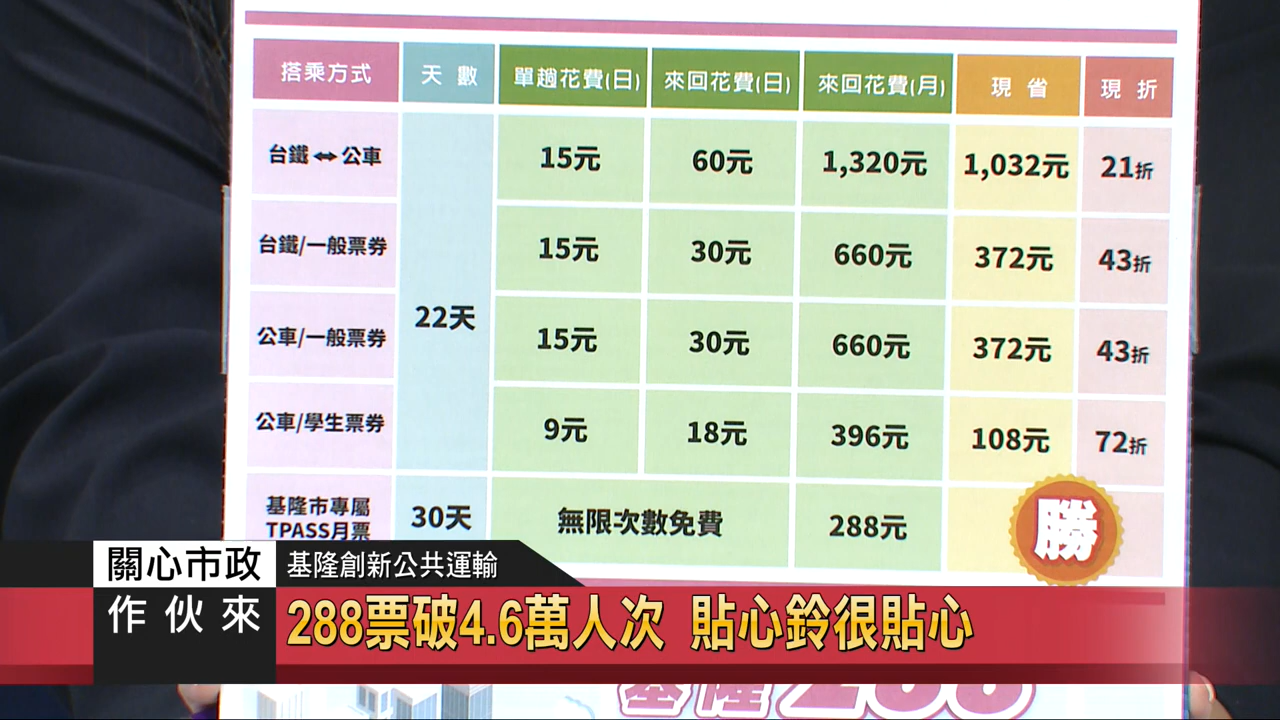 搭乘方式 天數 單趟花費(日) 來回花費(日) 來回花費(月) 現省 現折
台鐵⇔公車 15元 60元 1,320元 1,032元 21折
台鐵/一般票券 15元 30元 660元 372元 43折
22天
公車/一般票券 15元 30元 660元 372元 43折
公車/學生票券 9元 18元 396元 108元 72折
基隆市專屬
TPASS月票 30天 無限次數免費 288元 勝
關心市政 基隆創新公共運輸
作伙來 288票破4.6萬人次 貼心鈴很貼心
基隆288